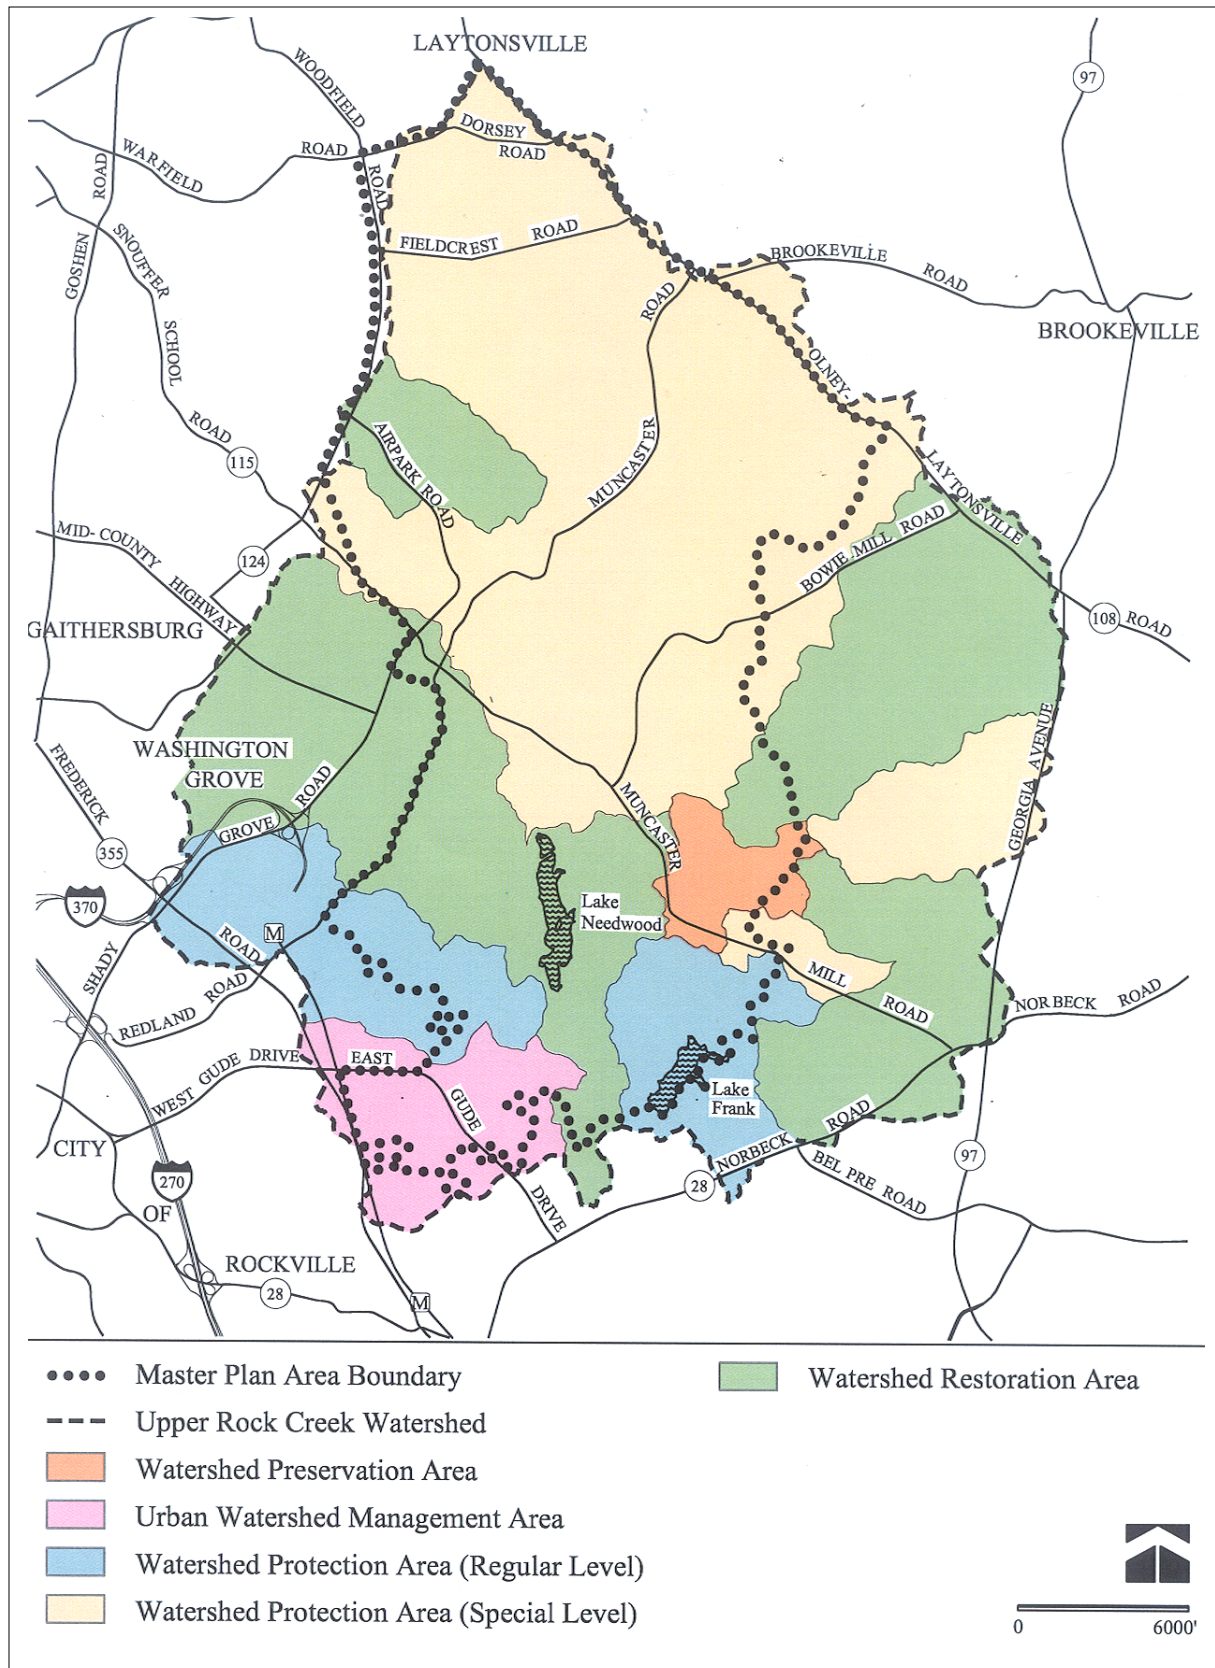 LAYTONSVILLE
WOODFIELD
ROAD
97
WARFIELD
ROAD
DORSEY
ROAD
GOSHEN
ROAD
SNOUFFER
SCHOOL
ROAD
115
FIELDCREST ROAD
BROOKEVILLE
ROAD
BROOKEVILLE
MUNCASTER
ROAD
OLNEY-
LAYTONSVILLE
108
ROAD
AIRPARK ROAD
BOWIE MILL ROAD
MID-COUNTY
HIGHWAY
124
GAITHERSBURG
WASHINGTON
GROVE
FREDERICK
355
ROAD
SHADY
GROVE
ROAD
370
M
REDLAND ROAD
MUNCASTER
MILL
ROAD
Lake
Needwood
GEORGIA AVENUE
NORBECK ROAD
WEST GUDE DRIVE
EAST
GUDE
DRIVE
Lake
Frank
NORBECK
ROAD
28
BEL PRE ROAD
97
CITY
OF
ROCKVILLE
270
28
M
Master Plan Area Boundary
Upper Rock Creek Watershed
Watershed Preservation Area
Urban Watershed Management Area
Watershed Protection Area (Regular Level)
Watershed Protection Area (Special Level)
Watershed Restoration Area
0 6000'